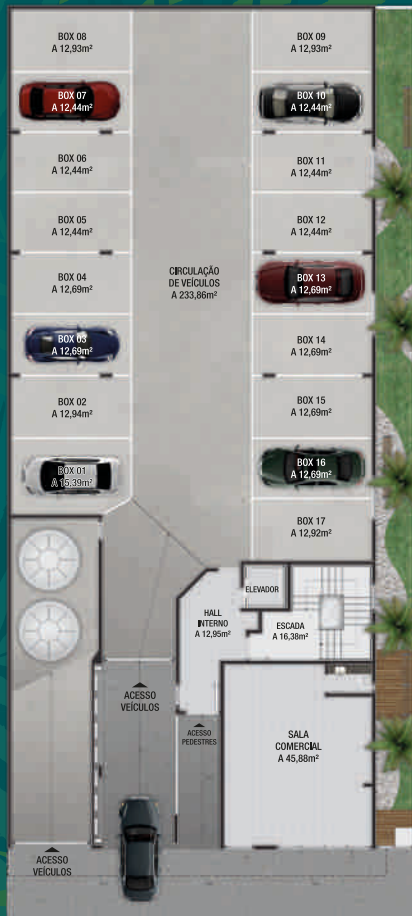 BOX 08
A 12,93m²
BOX 09
A 12,93m²
BOX 07
A 12,44m²
BOX 10
A 12,44m²
BOX 06
A 12,44m²
BOX 11
A 12,44m²
BOX 05
A 12,44m²
BOX 12
A 12,44m²
BOX 04
A 12,69m²
CIRCULAÇÃO
DE VEÍCULOS
A 233,86m²
BOX 13
A 12,69m²
BOX 03
A 12,69m²
BOX 14
A 12,69m²
BOX 02
A 12,94m²
BOX 15
A 12,69m²
BOX 01
A 15,39m²
BOX 16
A 12,69m²
BOX 17
A 12,92m²
ELEVADOR
HALL
INTERNO
A 12,95m²
ESCADA
A 16,38m²
ACESSO
VEÍCULOS
ACESSO
PEDESTRES
SALA
COMERCIAL
A 45,88m²
ACESSO
VEÍCULOS